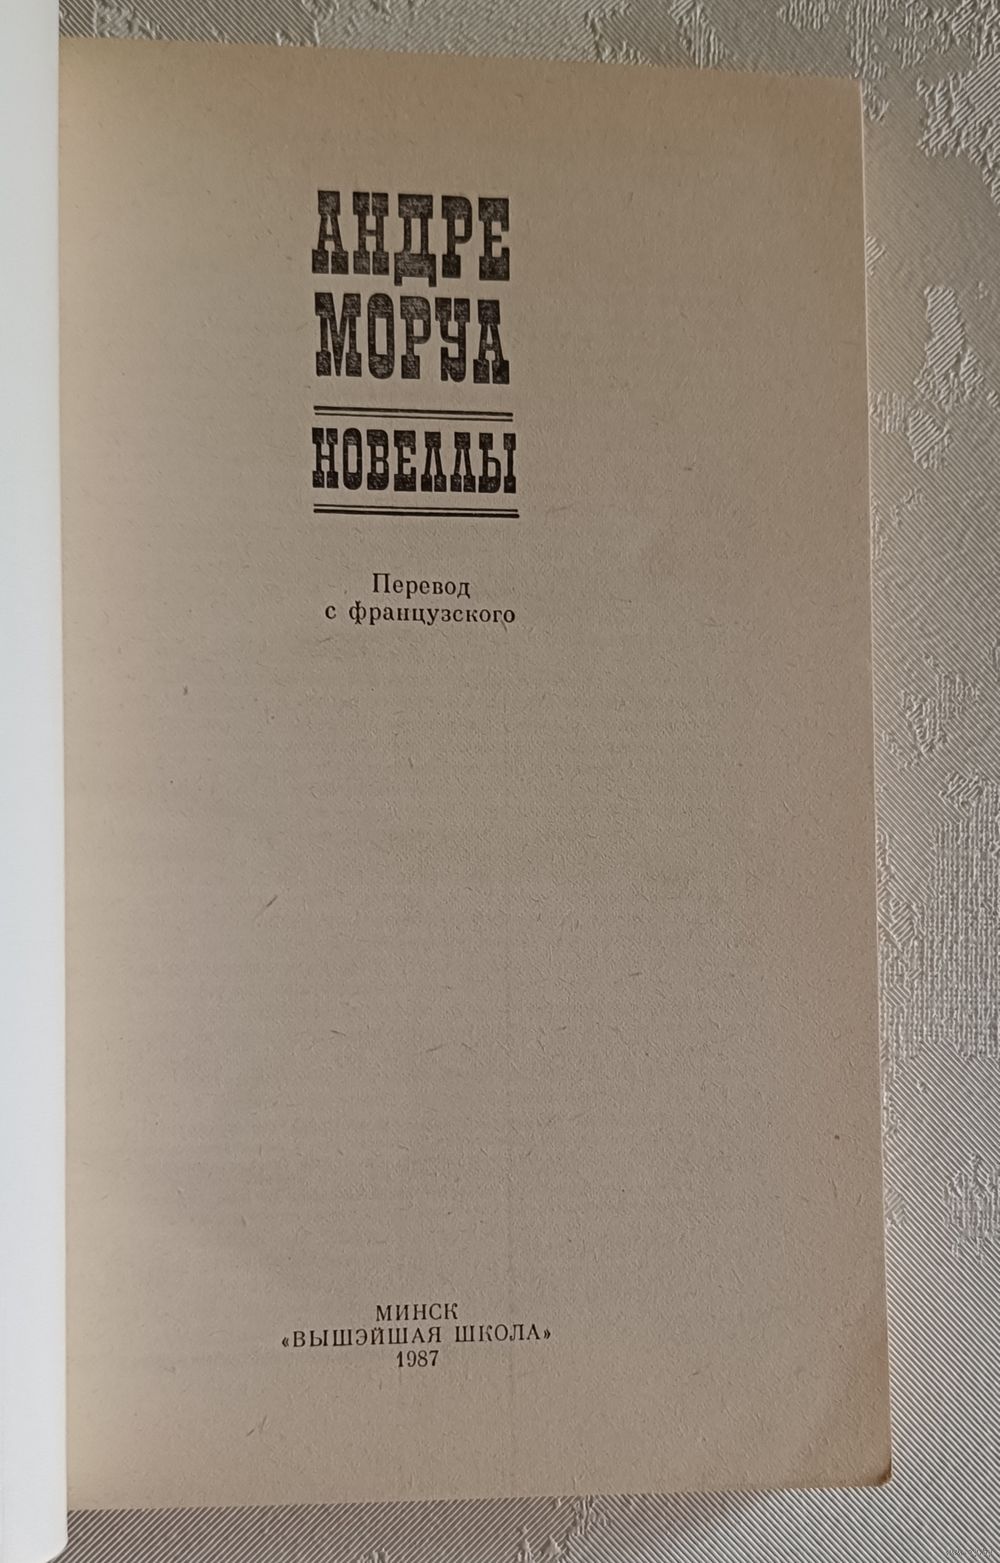 АНДРЕ
МОРУА
НОВЕЛЛЫ
Перевод
с французского
МИНСК
«ВЫШЭЙШАЯ ШКОЛА»
1987